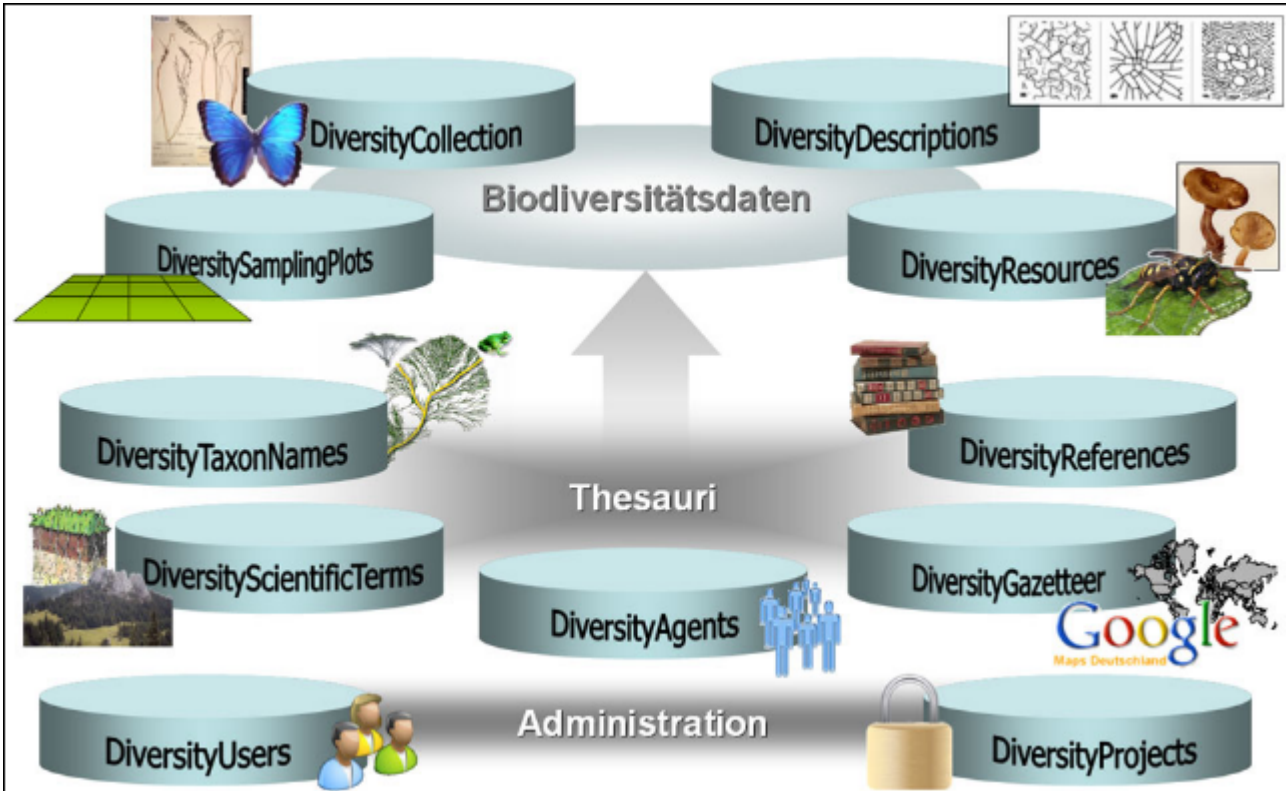 DiversityCollection
DiversityDescriptions
Biodiversitätsdaten
DiversitySamplingPlots
DiversityResources
DiversityTaxonNames
DiversityReferences
Thesauri
DiversityScientificTerms
DiversityGazetteer
DiversityAgents
Google
Maps Deutschland
Administration
DiversityUsers
DiversityProjects